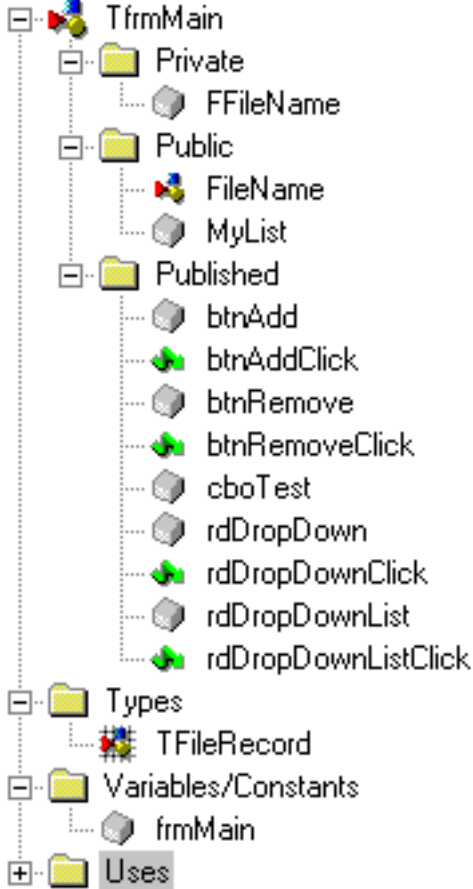 TfrmMain
Private
FFileName
Public
FileName
MyList
Published
btnAdd
btnAddClick
btnRemove
btnRemoveClick
cboTest
rdDropDown
rdDropDownClick
rdDropDownList
rdDropDownListClick
Types
TFileRecord
Variables/Constants
frmMain
Uses